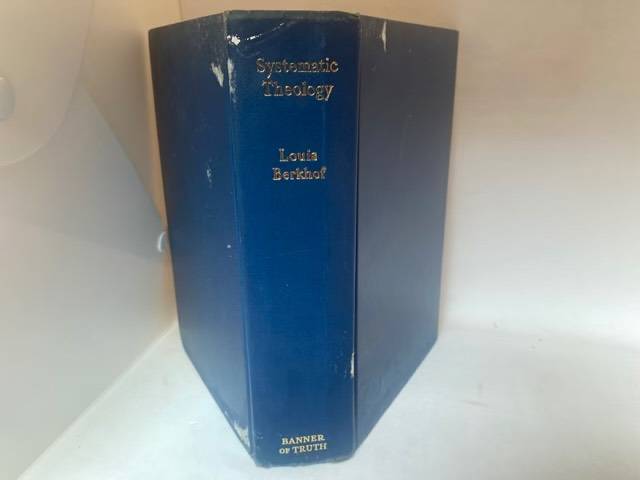 Systematic
Theology
Louis
Berkhof
BANNER
OF TRUTH